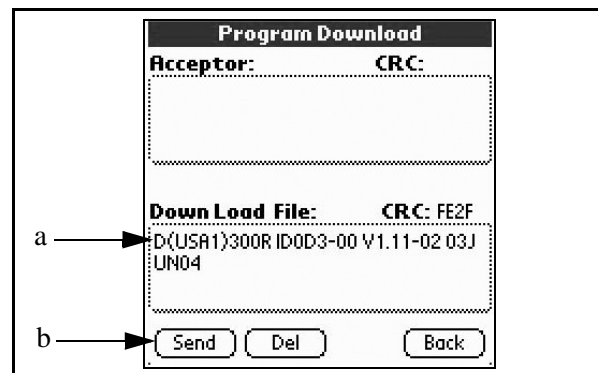 Program Download
Acceptor: CRC:
Down Load File: CRC: FE2F
a
D(USA1)300R ID0D3-00 V1.11-02 03J
UN04
b
Send Del Back